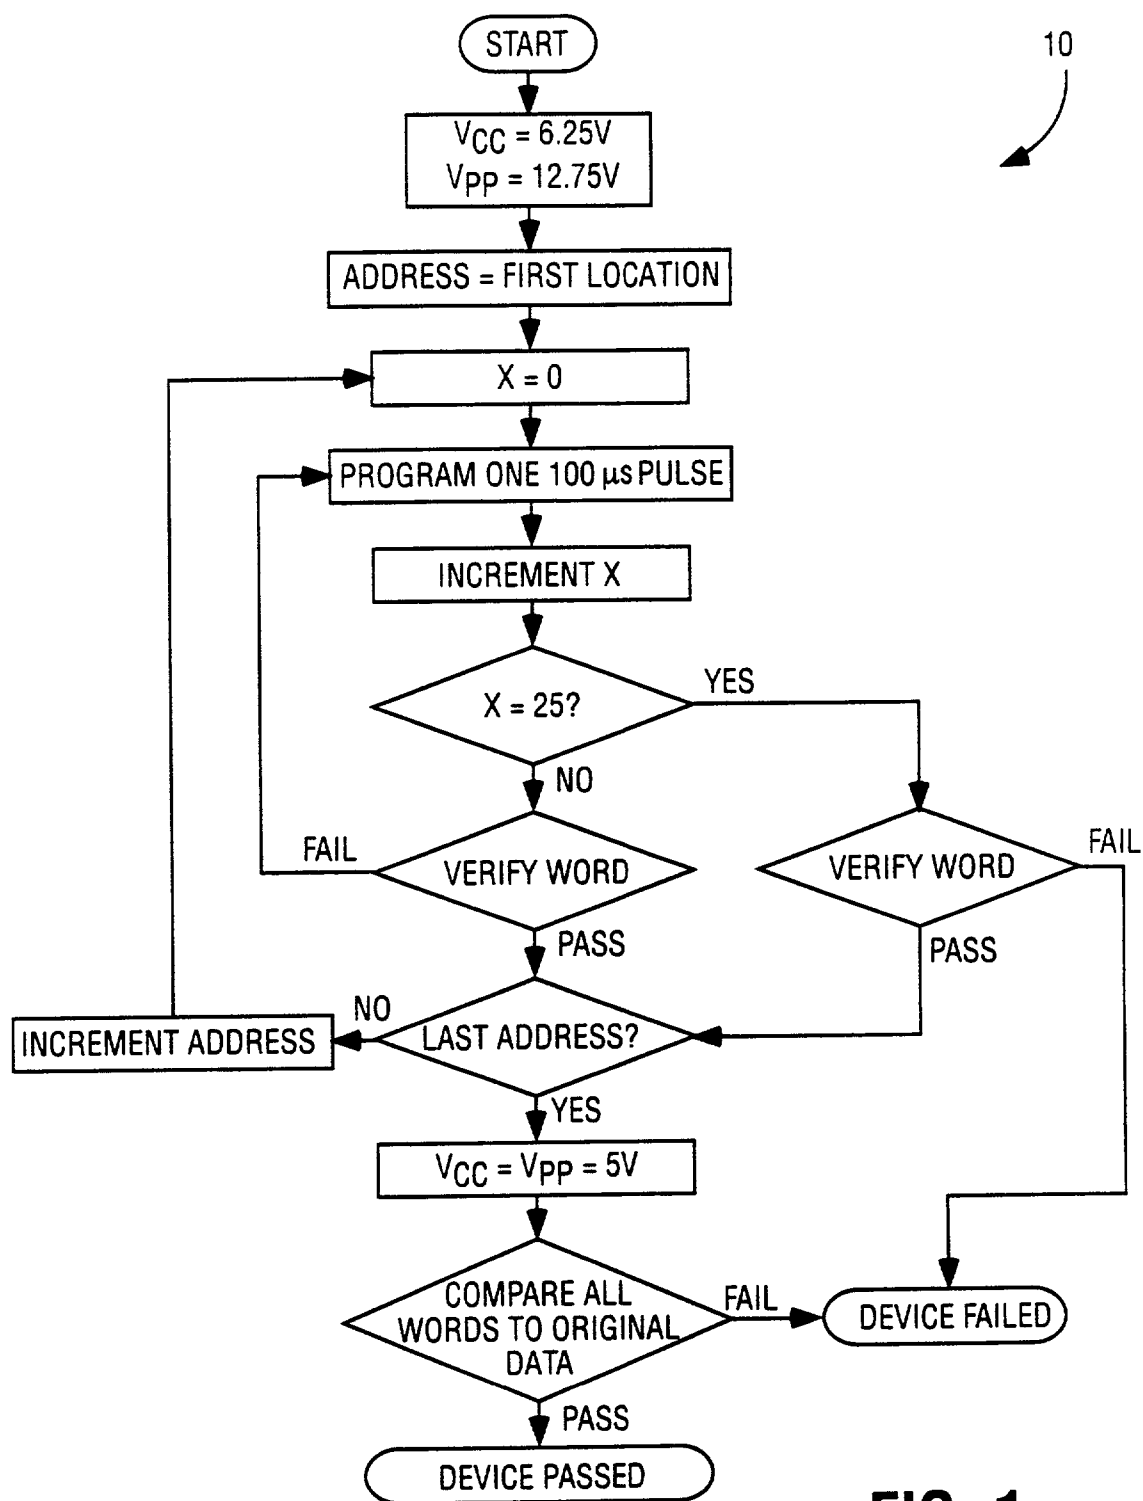 START
10
VCC = 6.25V
VPP = 12.75V
ADDRESS = FIRST LOCATION
X = 0
PROGRAM ONE 100 µs PULSE
INCREMENT X
X = 25?
YES
NO
FAIL
VERIFY WORD
VERIFY WORD
FAIL
PASS
PASS
NO
INCREMENT ADDRESS
LAST ADDRESS?
YES
VCC = VPP = 5V
COMPARE ALL
WORDS TO ORIGINAL
DATA
FAIL
DEVICE FAILED
PASS
DEVICE PASSED
FIG. 1